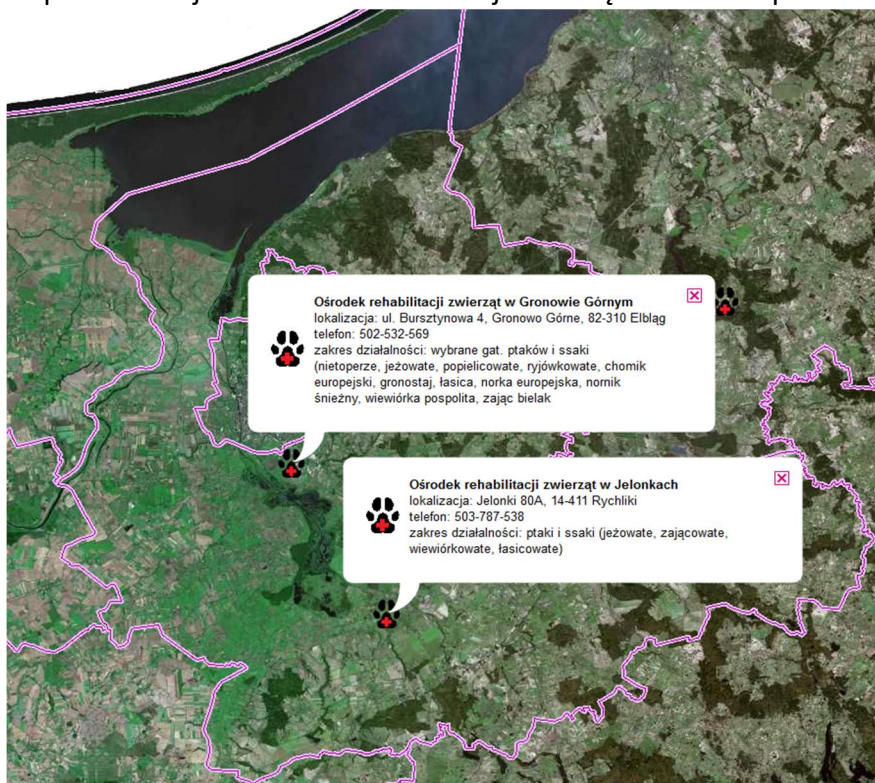 Ośrodek rehabilitacji zwierząt w Gronowie Górnym
lokalizacja: ul. Bursztynowa 4, Gronowo Górne, 82-310 Elbląg
telefon: 502-532-569
zakres działalności: wybrane gat. ptaków i ssaki
(nietoperze, jeżowate, popielicowate, ryjówkowate, chomik
europejski, gronostaj, łasica, norka europejska, nornik
śnieżny, wiewiórka pospolita, zając bielak
Ośrodek rehabilitacji zwierząt w Jelonkach
lokalizacja: Jelonki 80A, 14-411 Rychliki
telefon: 503-787-538
zakres działalności: ptaki i ssaki (jeżowate, zającowate,
wiewiórkowate, łasicowate)